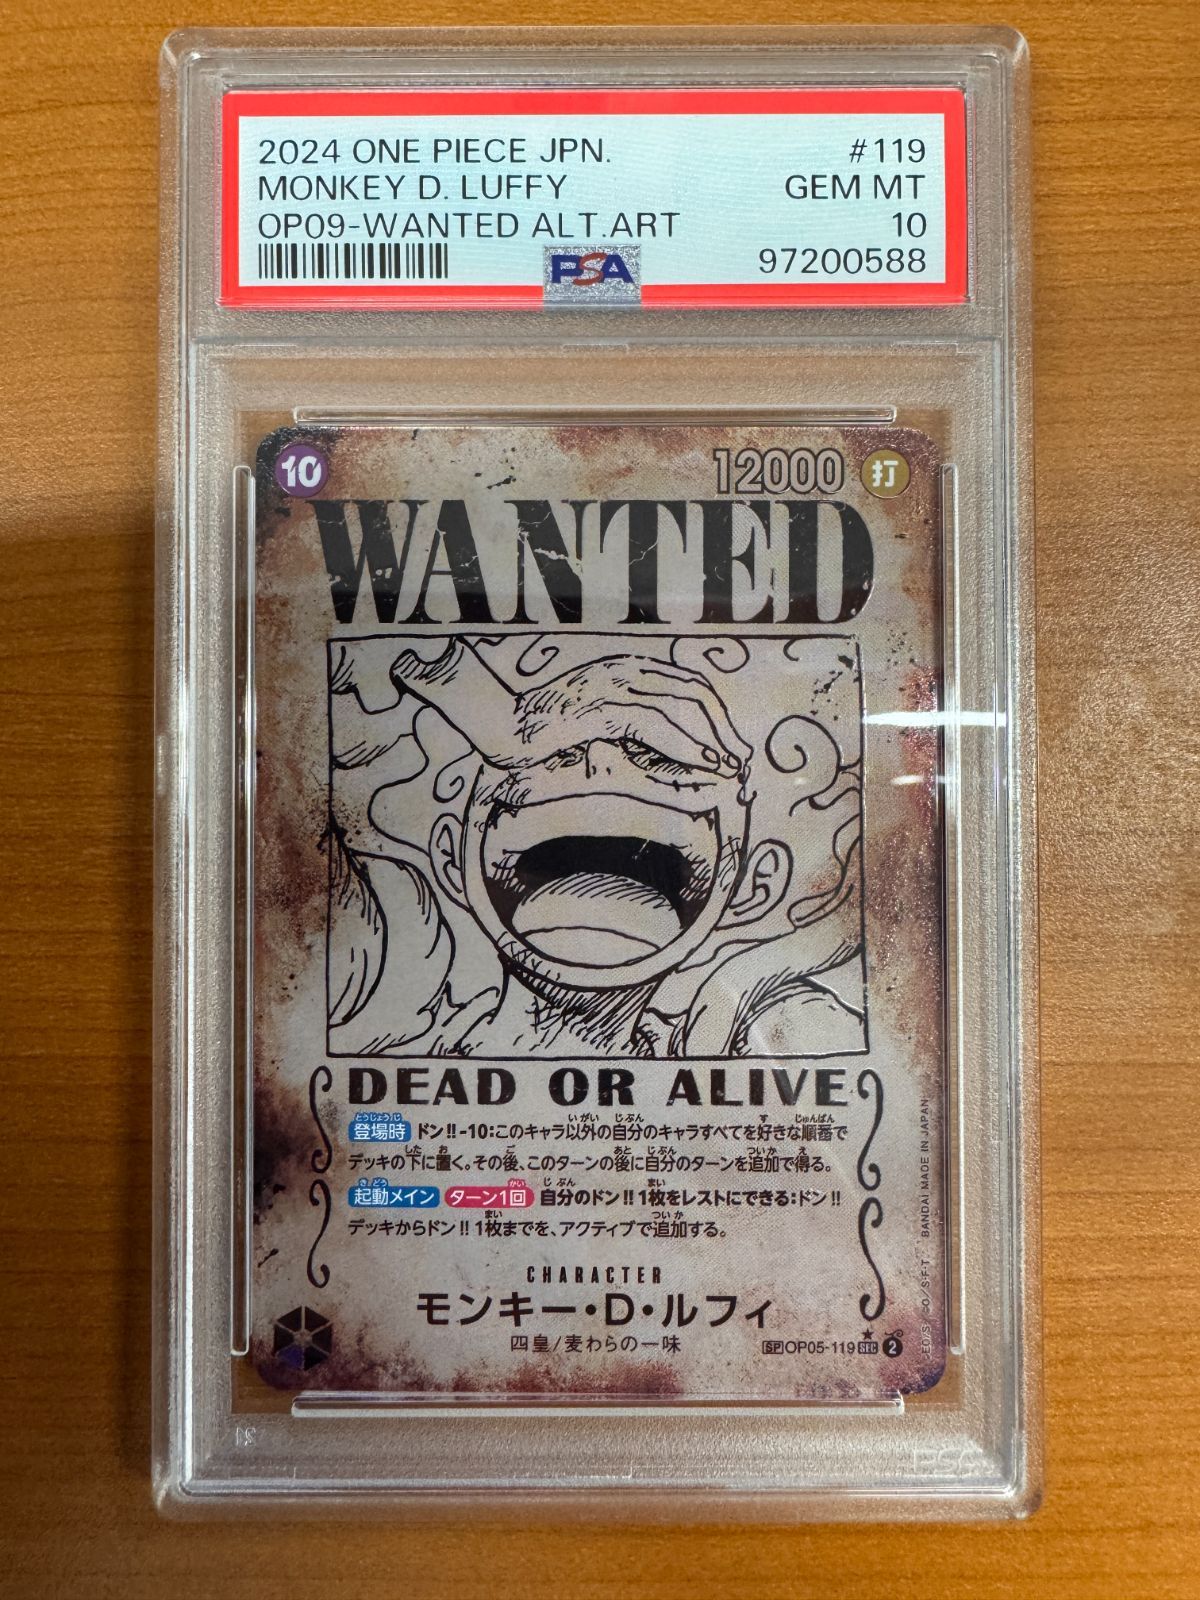 2024 ONE PIECE JPN. #119
MONKEY D. LUFFY GEM MT
OP09-WANTED ALT.ART 10
PSA 97200588
10 12000 打
WANTED
DEAD OR ALIVE
登場時 ドン!!-10:このキャラ以外の自分のキャラすべてを好きな順番で
デッキの下に置く。その後、このターンの後に自分のターンを追加で得る。
起動メイン ターン1回 自分のドン!!1枚をレストにできる:ドン!!
デッキからドン!!1枚までを、アクティブで追加する。
CHARACTER
モンキー・D・ルフィ
四皇/麦わらの一味
SP OP05-119 SEC 2
BANDAI MADE IN JAPAN